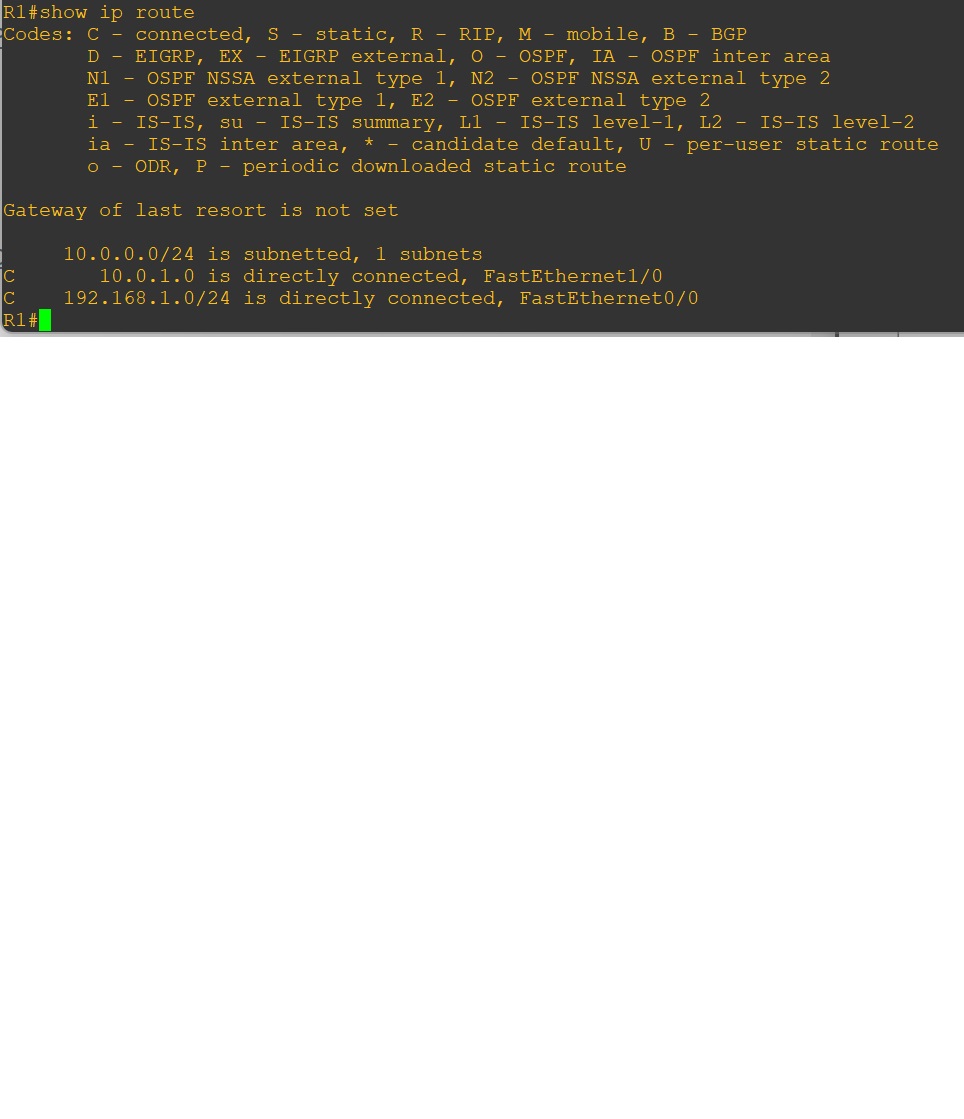 R1#show ip route
Codes: C - connected, S - static, R - RIP, M - mobile, B - BGP
       D - EIGRP, EX - EIGRP external, O - OSPF, IA - OSPF inter area
       N1 - OSPF NSSA external type 1, N2 - OSPF NSSA external type 2
       E1 - OSPF external type 1, E2 - OSPF external type 2
       i - IS-IS, su - IS-IS summary, L1 - IS-IS level-1, L2 - IS-IS level-2
       ia - IS-IS inter area, * - candidate default, U - per-user static route
       o - ODR, P - periodic downloaded static route
Gateway of last resort is not set
     10.0.0.0/24 is subnetted, 1 subnets
C       10.0.1.0 is directly connected, FastEthernet1/0
C    192.168.1.0/24 is directly connected, FastEthernet0/0
R1#